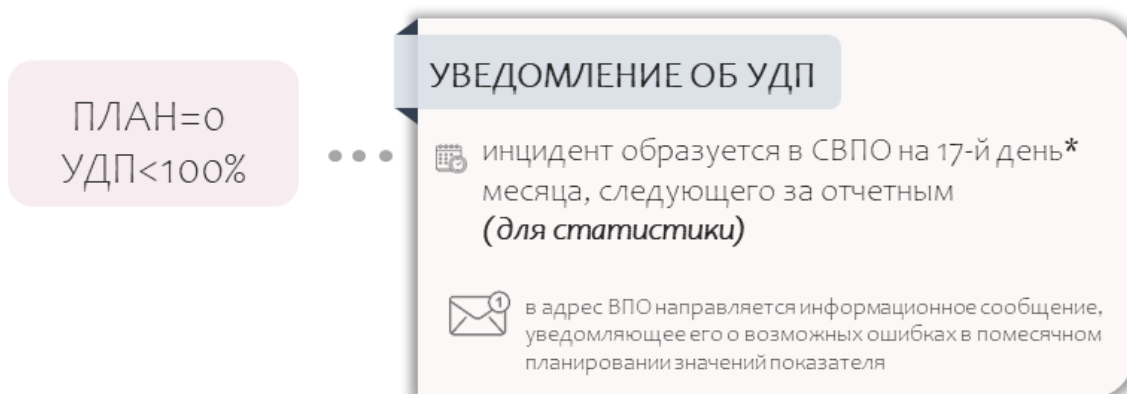 ПЛАН=0
УДП<100%
УВЕДОМЛЕНИЕ ОБ УДП
инцидент образуется в СВПО на 17-й день*
месяца, следующего за отчетным
(для статистики)
1
в адрес ВПО направляется информационное сообщение,
уведомляющее его о возможных ошибках в помесячном
планировании значений показателя